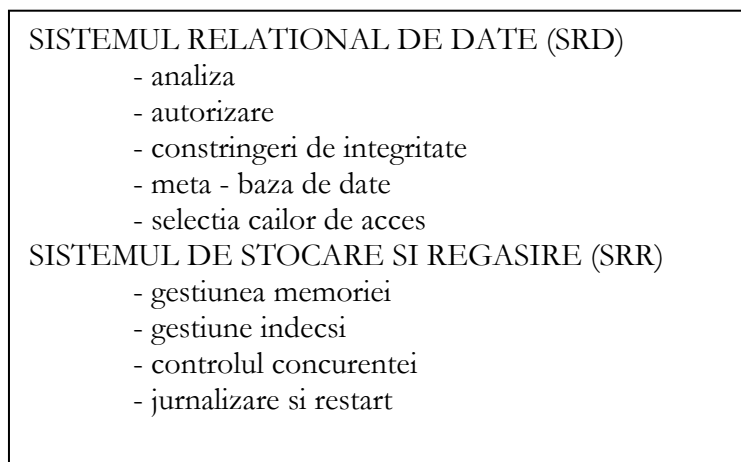 SISTEMUL RELATIONAL DE DATE (SRD)
- analiza
- autorizare
- constringeri de integritate
- meta - baza de date
- selectia cailor de acces
SISTEMUL DE STOCARE SI REGASIRE (SRR)
- gestiunea memoriei
- gestiune indecsi
- controlul concurentei
- jurnalizare si restart